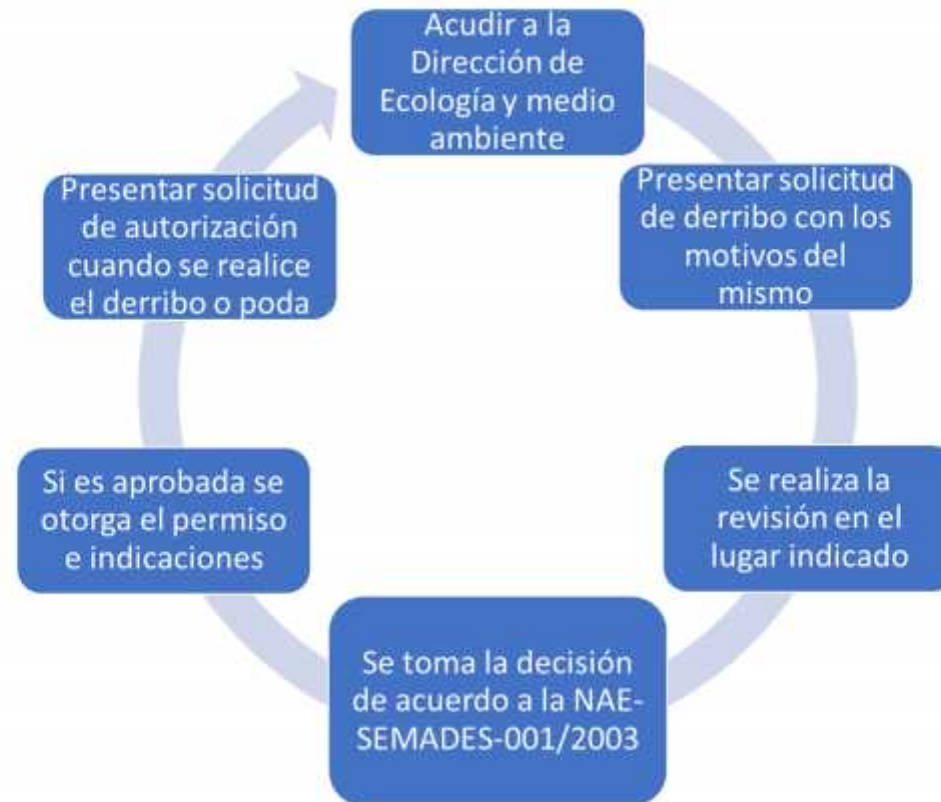 Acudir a la
Dirección de
Ecología y medio
ambiente
Presentar solicitud
de derribo con los
motivos del
mismo
Se realiza la
revisión en el
lugar indicado
Se toma la decisión
de acuerdo a la NAE-
SEMADES-001/2003
Si es aprobada se
otorga el permiso
e indicaciones
Presentar solicitud
de autorización
cuando se realice
el derribo o poda